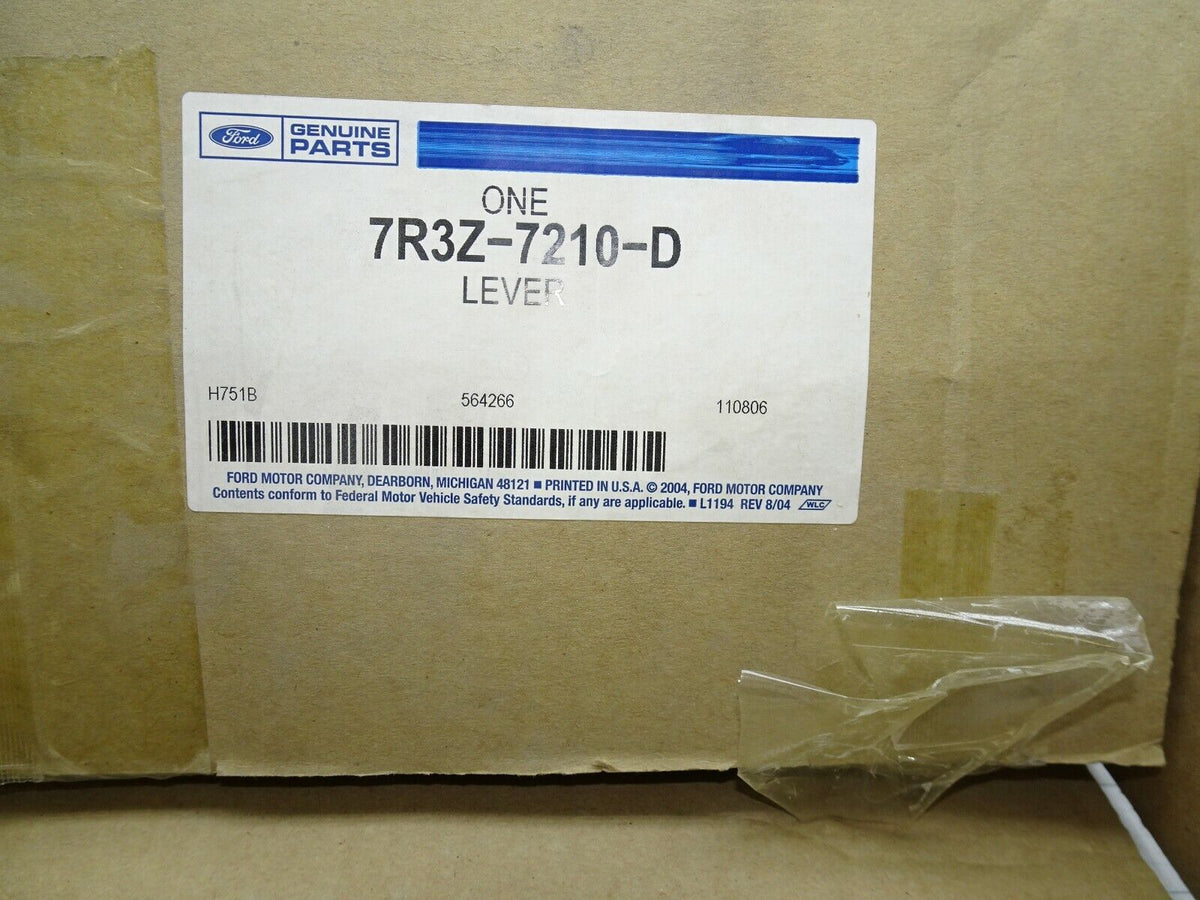 Ford
GENUINE
PARTS
ONE
7R3Z-7210-D
LEVER
H751B 564266 110806
FORD MOTOR COMPANY, DEARBORN, MICHIGAN 48121 ■ PRINTED IN U.S.A. © 2004, FORD MOTOR COMPANY
Contents conform to Federal Motor Vehicle Safety Standards, if any are applicable. ■ L1194 REV 8/04 WLC